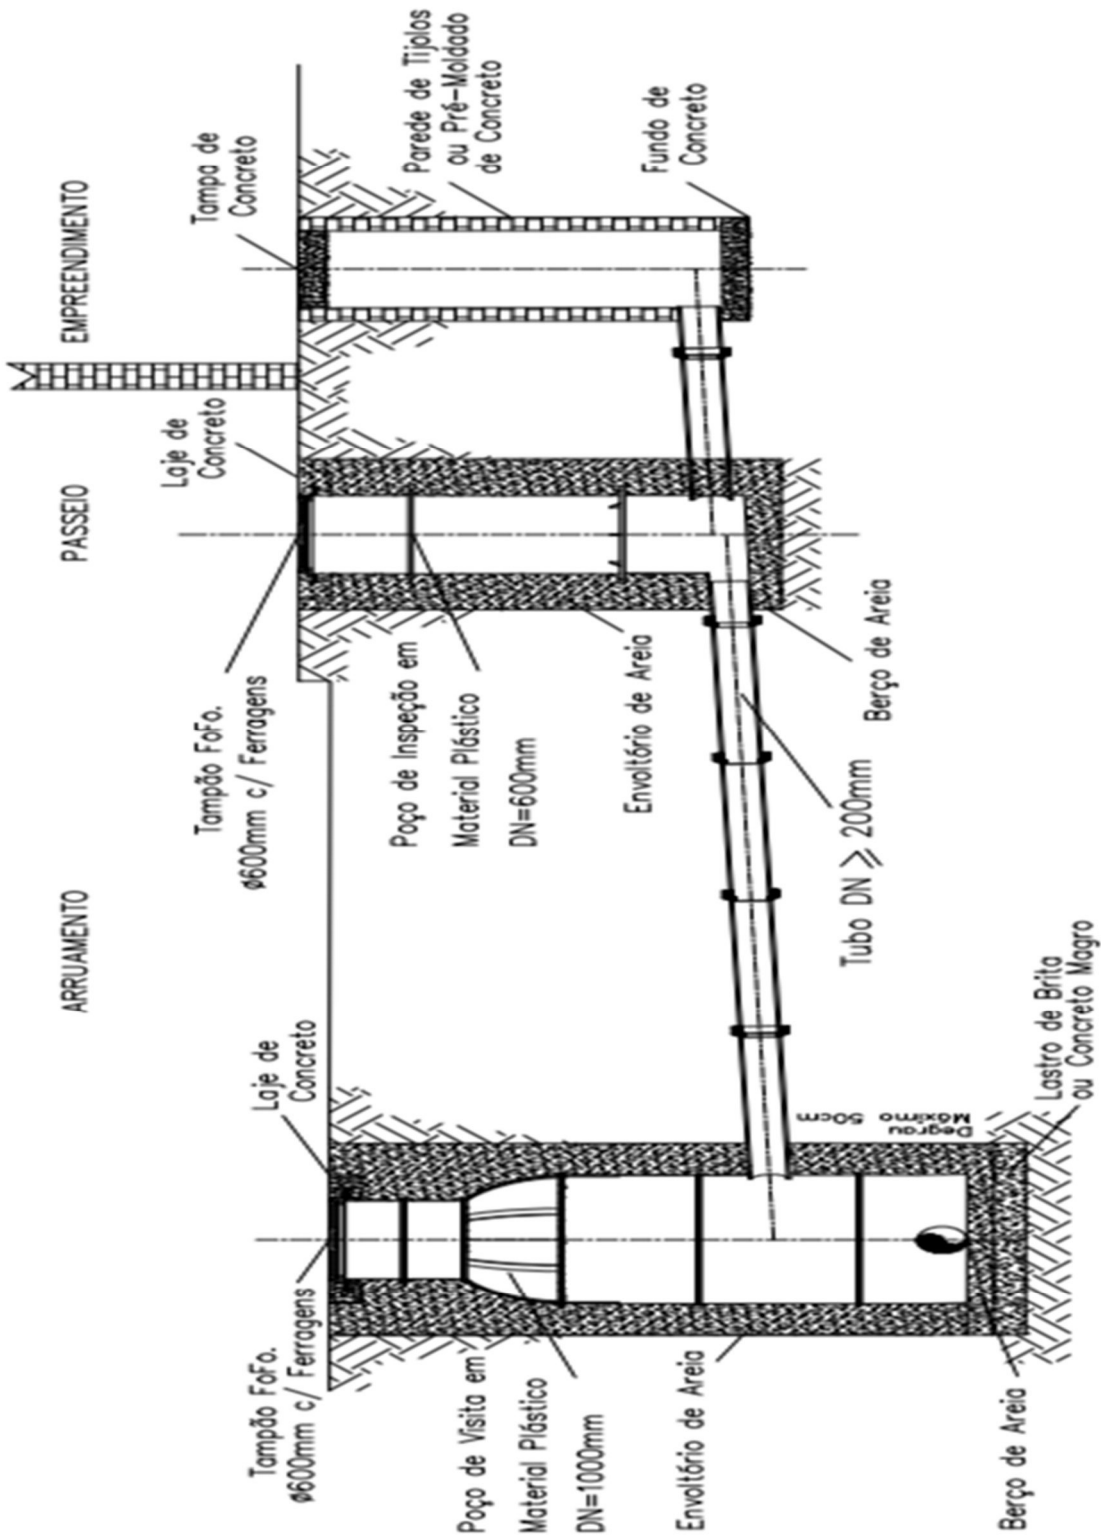 ARRUAMENTO
PASSEIO
EMPREENDIMENTO
Tampão FoFo.
ø600mm c/ Ferragens
Laje de
Concreto
Tampão FoFo.
ø600mm c/ Ferragens
Laje de
Concreto
Tampa de
Concreto
Poço de Visita em
Material Plástico
DN=1000mm
Poço de Inspeção em
Material Plástico
DN=600mm
Parede de Tijolos
ou Pré-Moldado
de Concreto
Envoltório de Areia
Envoltório de Areia
Fundo de
Concreto
Degrau
Máximo 50cm
Tubo DN ⩾ 200mm
Berço de Areia
Berço de Areia
Lastro de Brita
ou Concreto Magro